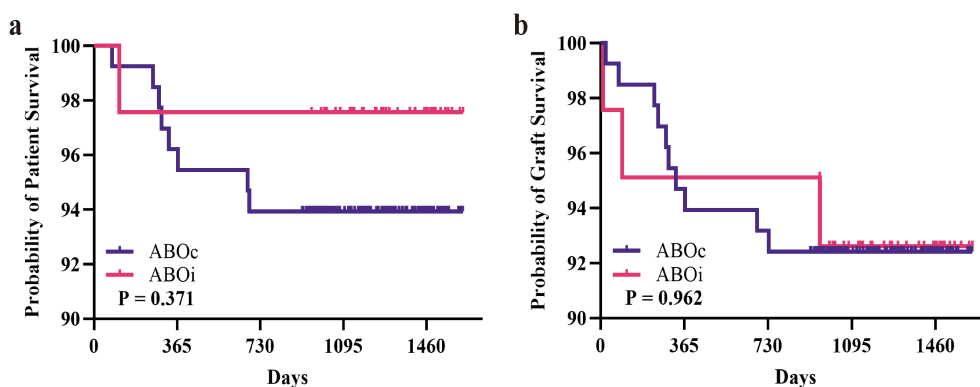 a
Probability of Patient Survival
100
98
96
94
92
90
ABOc
ABOi
P = 0.371
0
365
730
1095
1460
Days
b
Probability of Graft Survival
100
98
96
94
92
90
ABOc
ABOi
P = 0.962
0
365
730
1095
1460
Days